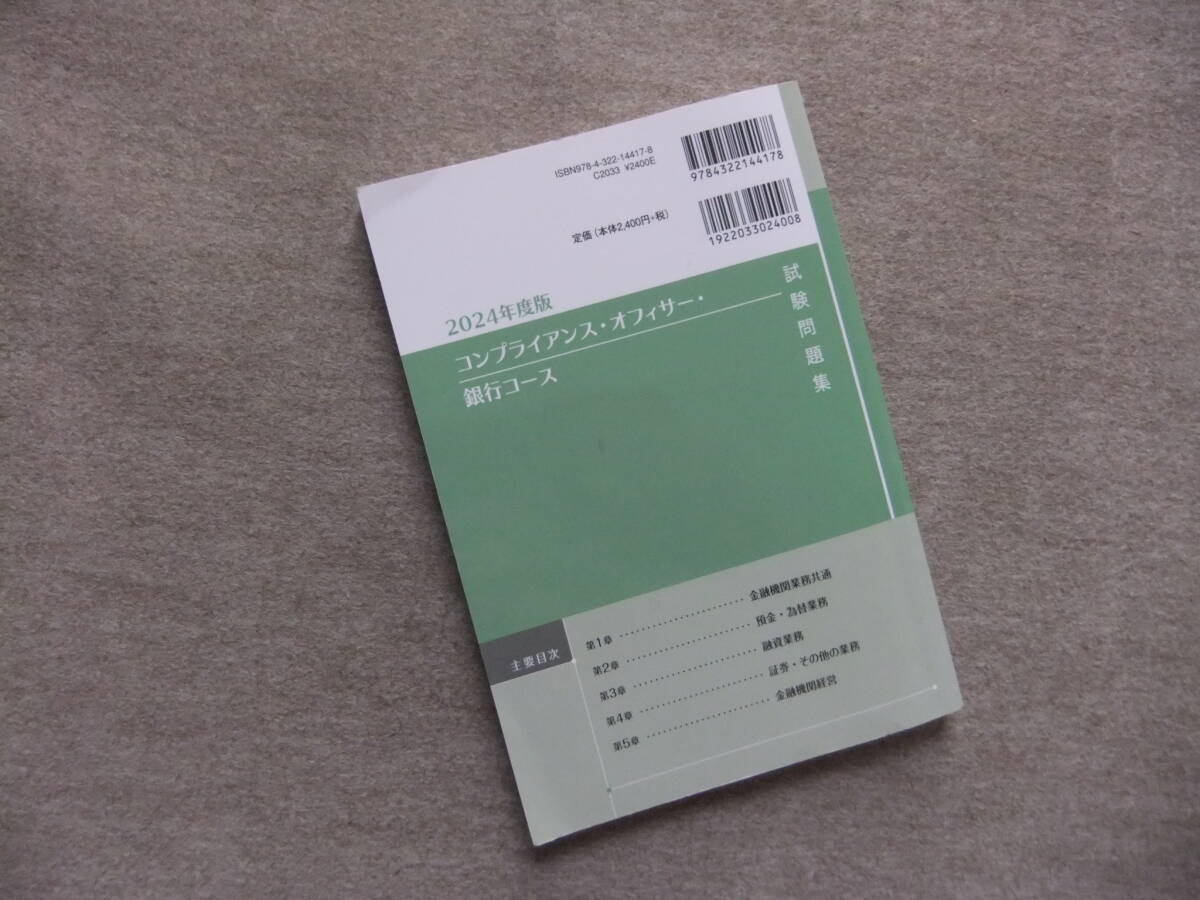 ISBN978-4-322-14417-8
C2033 ¥2400E
定価（本体2,400円+税）
9784322144178
1922033024008
2024年度版
コンプライアンス・オフィサー・
銀行コース
試験問題集
主要目次
第1章 ······················· 金融機関業務共通
第2章 ······················· 預金・為替業務
第3章 ······················· 融資業務
第4章 ······················· 証券・その他の業務
第5章 ······················· 金融機関経営